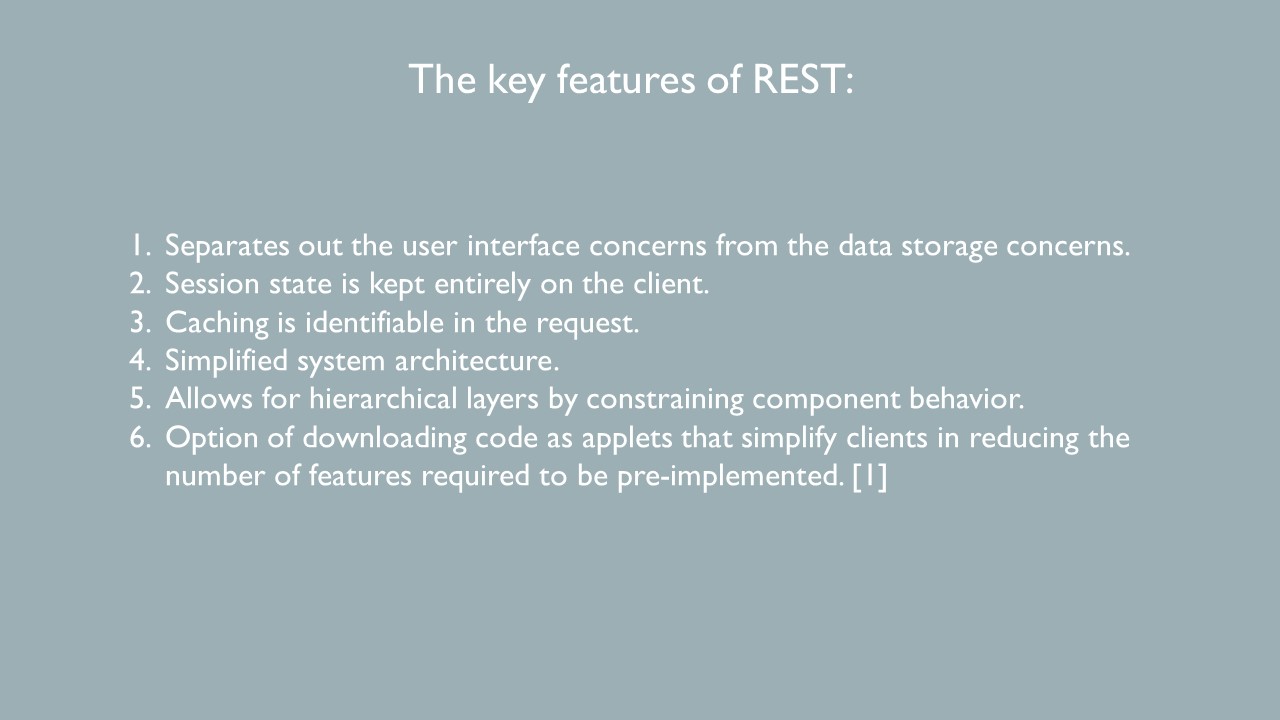 The key features of REST:
1. Separates out the user interface concerns from the data storage concerns.
2. Session state is kept entirely on the client.
3. Caching is identifiable in the request.
4. Simplified system architecture.
5. Allows for hierarchical layers by constraining component behavior.
6. Option of downloading code as applets that simplify clients in reducing the
number of features required to be pre-implemented. [1]